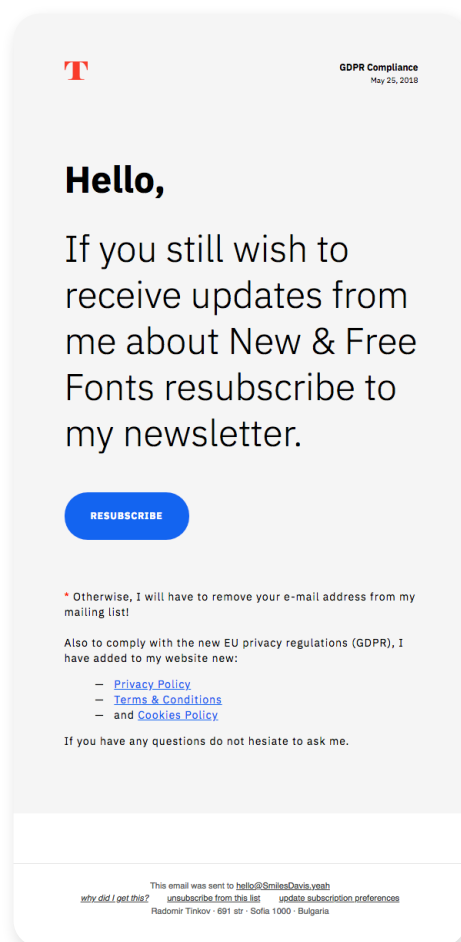 T
GDPR Compliance
May 25, 2018
Hello,
If you still wish to
receive updates from
me about New & Free
Fonts resubscribe to
my newsletter.
RESUBSCRIBE
* Otherwise, I will have to remove your e-mail address from my
mailing list!
Also to comply with the new EU privacy regulations (GDPR), I
have added to my website new:
— Privacy Policy
— Terms & Conditions
— and Cookies Policy
If you have any questions do not hesiate to ask me.
This email was sent to hello@SmilesDavis.yeah
why did I get this? unsubscribe from this list update subscription preferences
Radomir Tinkov · 691 str · Sofia 1000 · Bulgaria